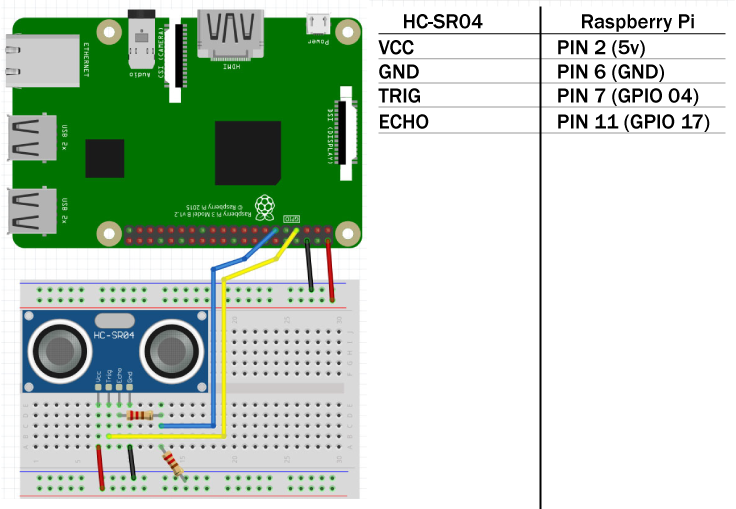 HC-SR04 Raspberry Pi
VCC PIN 2 (5v)
GND PIN 6 (GND)
TRIG PIN 7 (GPIO 04)
ECHO PIN 11 (GPIO 17)
ETHERNET
Audio
CSI (CAMERA)
HDMI
Power
USB 2x
DSI (DISPLAY)
USB 2x
Raspberry Pi 3 Model B v1.2
© Raspberry Pi 2015
GPIO
HC-SR04
Vcc
Trig
Echo
Gnd